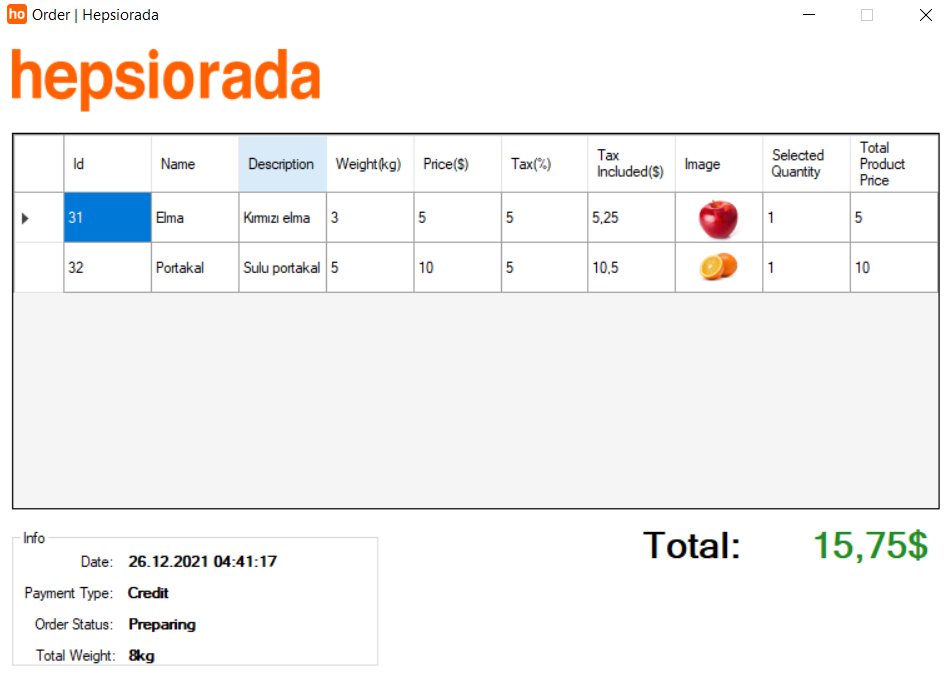 ho Order | Hepsiorada
hepsiorada
Id Name Description Weight(kg) Price($) Tax(%) Tax Included($) Image Selected Quantity Total Product Price
31 Elma Kırmızı elma 3 5 5 5,25 1 5
32 Portakal Sulu portakal 5 10 5 10,5 1 10
Info
Date: 26.12.2021 04:41:17
Payment Type: Credit
Order Status: Preparing
Total Weight: 8kg
Total: 15,75$